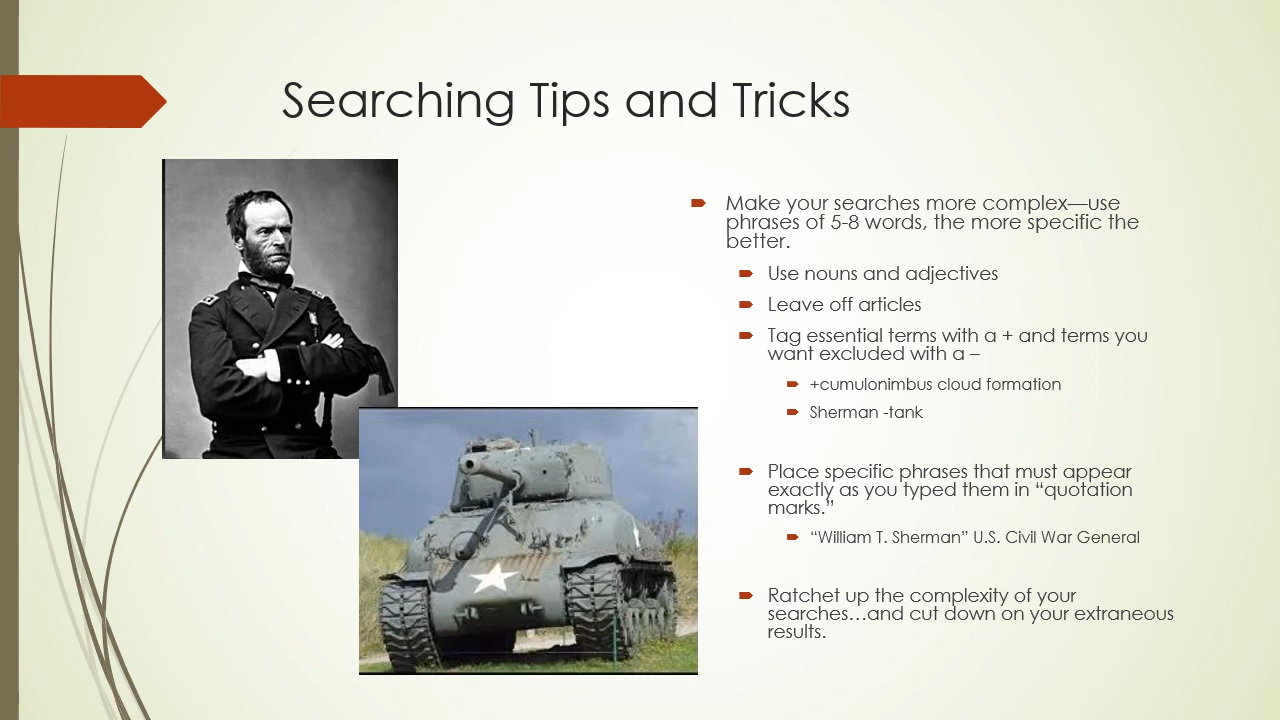 Searching Tips and Tricks
Make your searches more complex—use
phrases of 5-8 words, the more specific the
better.
Use nouns and adjectives
Leave off articles
Tag essential terms with a + and terms you
want excluded with a –
+cumulonimbus cloud formation
Sherman -tank
Place specific phrases that must appear
exactly as you typed them in “quotation
marks.”
“William T. Sherman” U.S. Civil War General
Ratchet up the complexity of your
searches…and cut down on your extraneous
results.